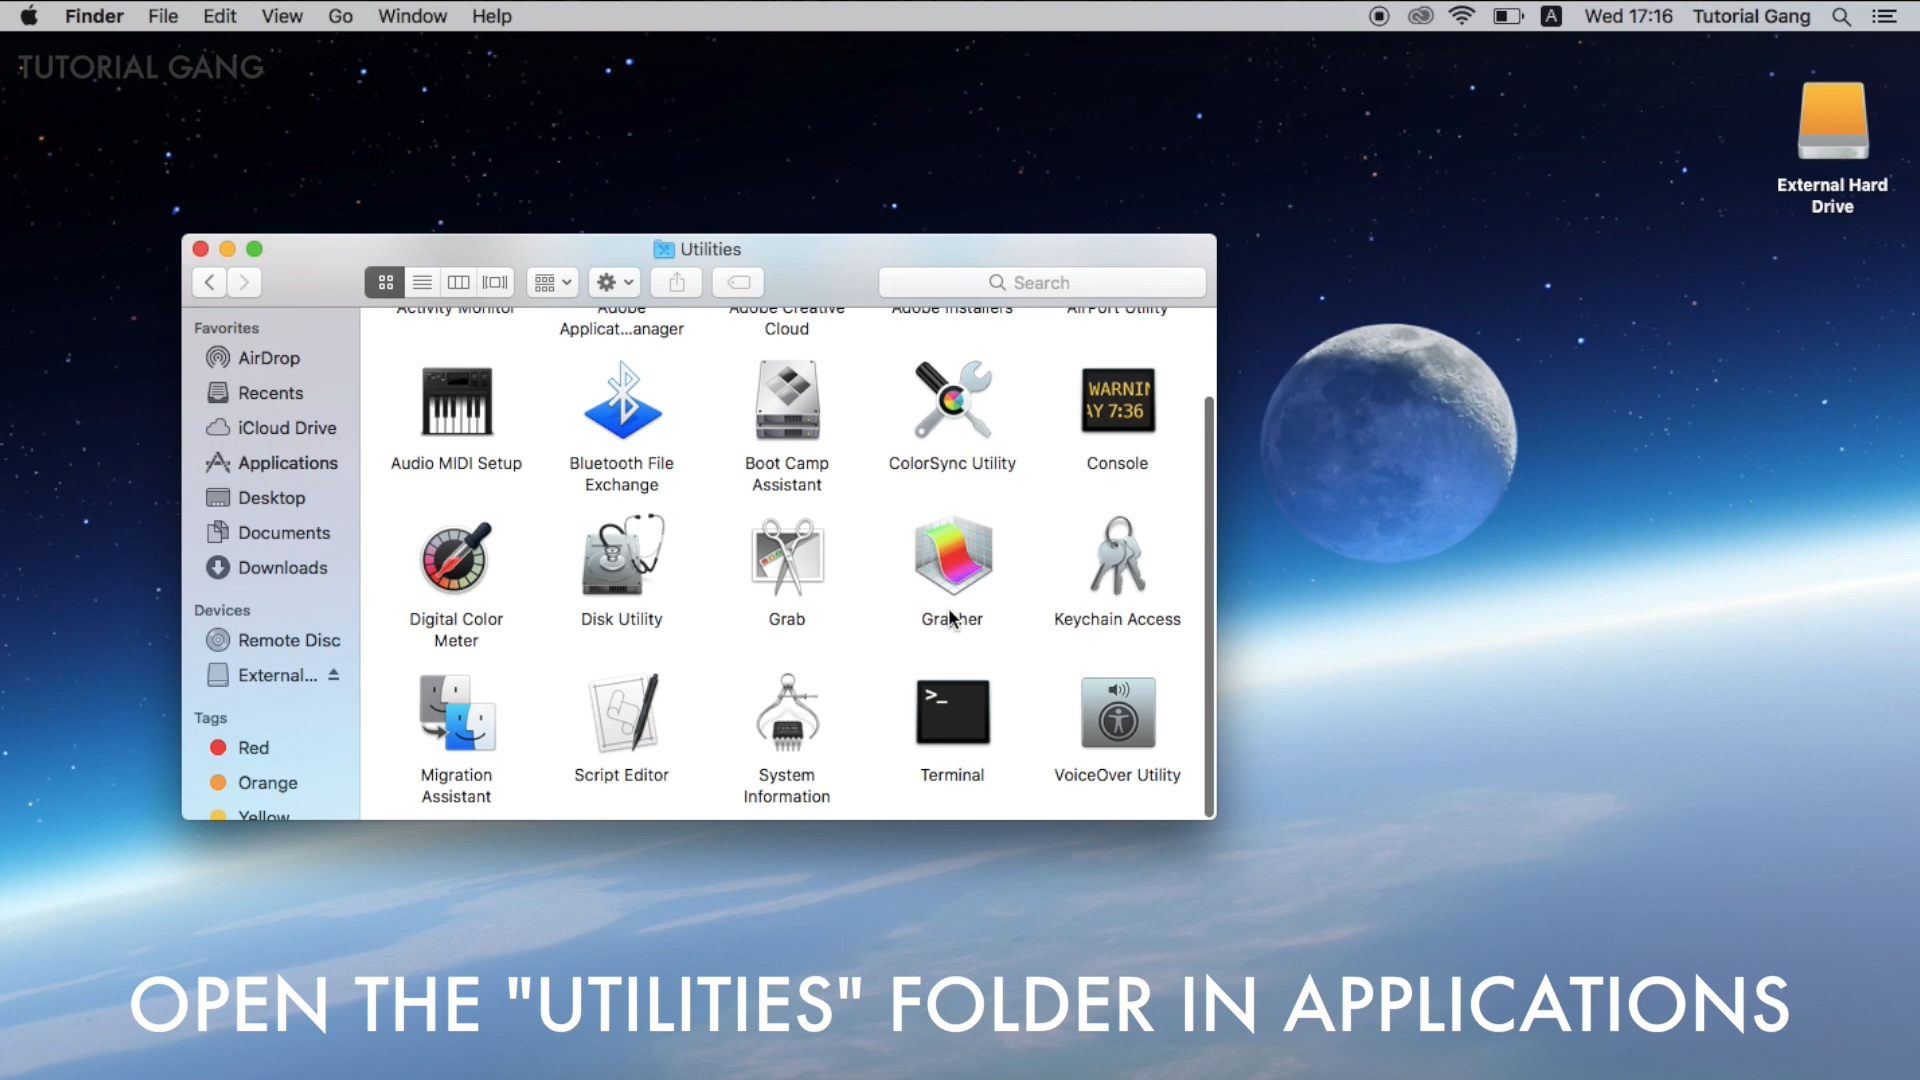 Finder File Edit View Go Window Help A Wed 17:16 Tutorial Gang
TUTORIAL GANG
External Hard
Drive
Utilities
Search
Favorites
AirDrop
Recents
iCloud Drive
Applications
Desktop
Documents
Downloads
Devices
Remote Disc
External...
Tags
Red
Orange
Yellow
Activity Monitor Adobe Adobe Creative Adobe Installers AirPort Utility
Applicat...anager Cloud
WARNIN
AY 7:36
Audio MIDI Setup Bluetooth File Boot Camp ColorSync Utility Console
Exchange Assistant
Digital Color Disk Utility Grab Grapher Keychain Access
Meter
>_
Migration Script Editor System Terminal VoiceOver Utility
Assistant Information
OPEN THE "UTILITIES" FOLDER IN APPLICATIONS